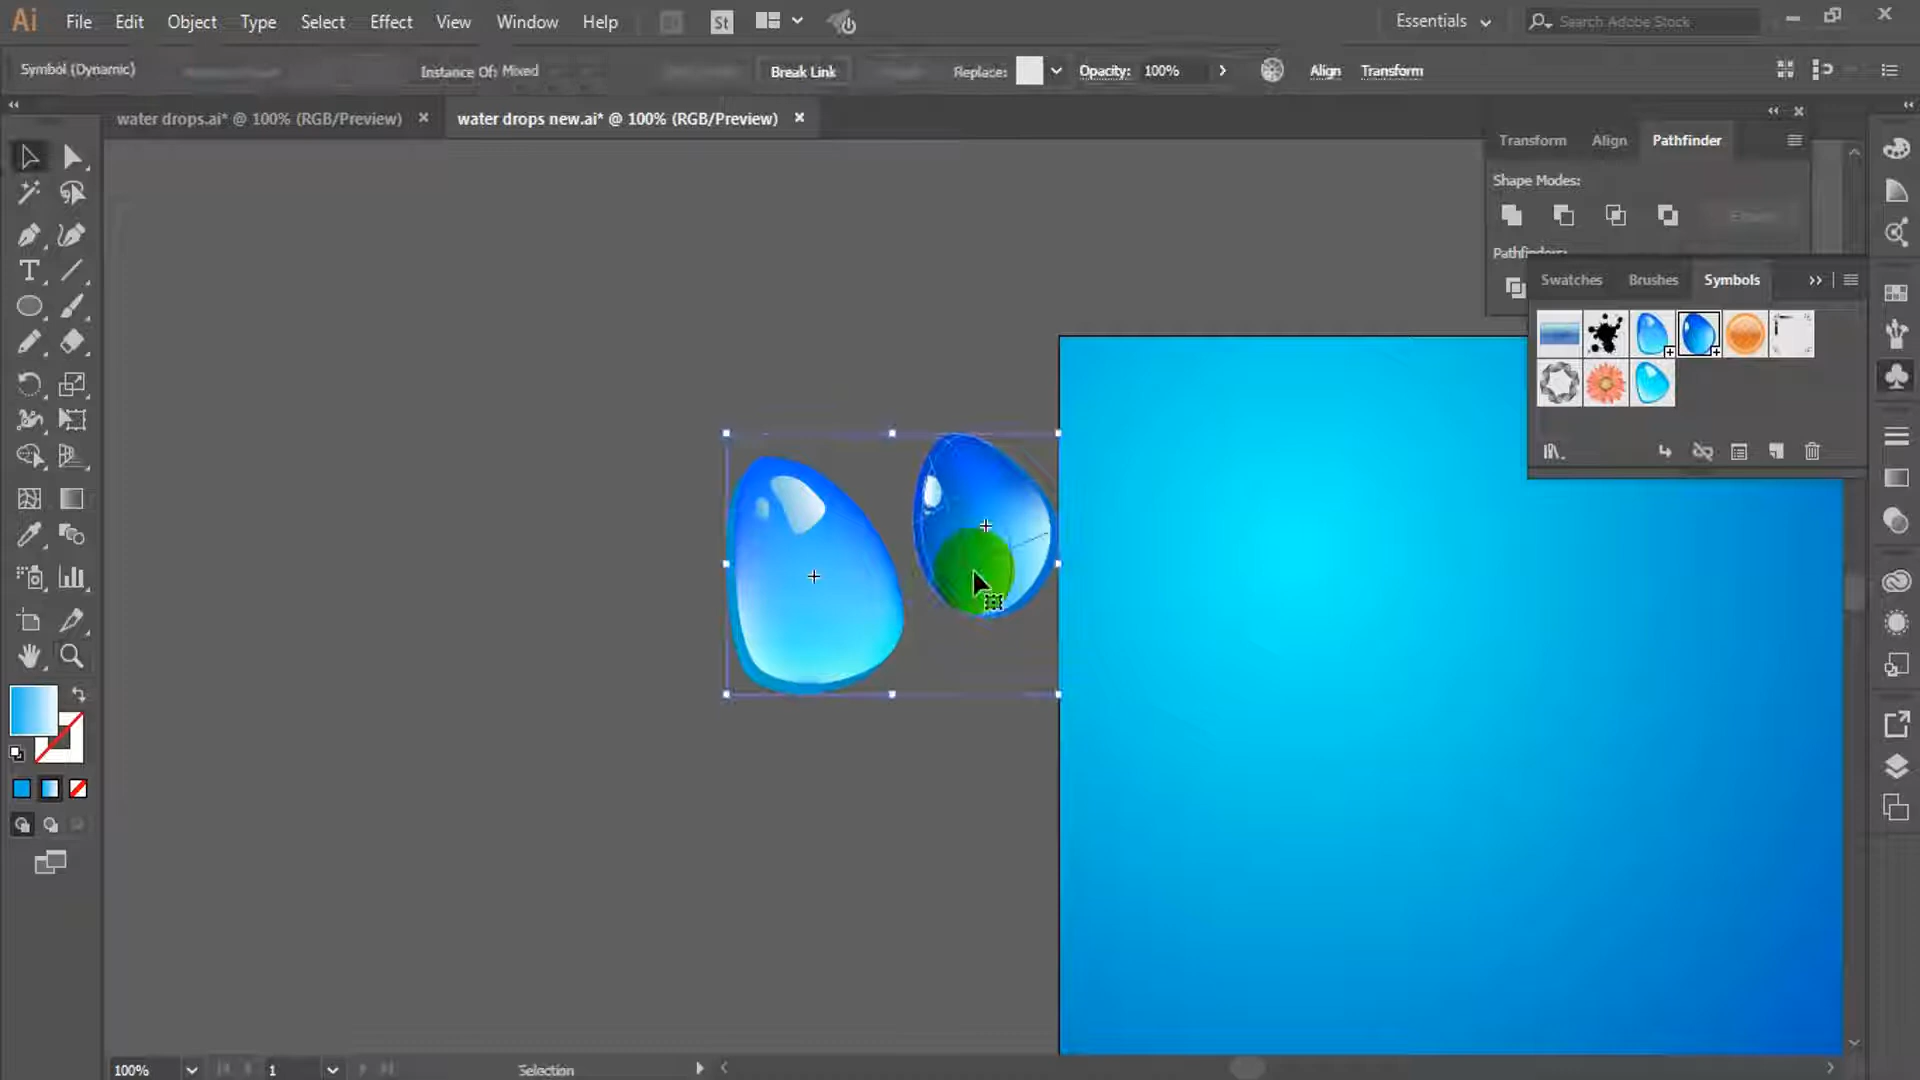 Ai File Edit Object Type Select Effect View Window Help St Essentials Search Adobe Stock
Symbol (Dynamic) Instance Of: Mixed Break Link Replace: Opacity: 100% Align Transform
water drops.ai* @ 100% (RGB/Preview) water drops new.ai* @ 100% (RGB/Preview)
Transform Align Pathfinder
Shape Modes:
Pathfinders:
Swatches Brushes Symbols
100% 1 Selection